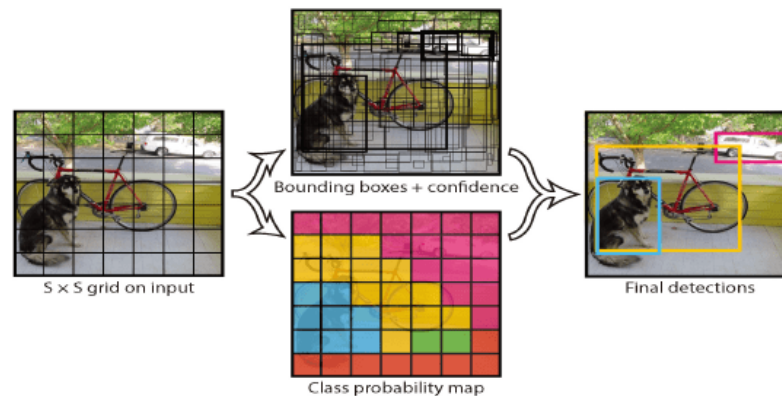 S × S grid on input
Bounding boxes + confidence
Class probability map
Final detections